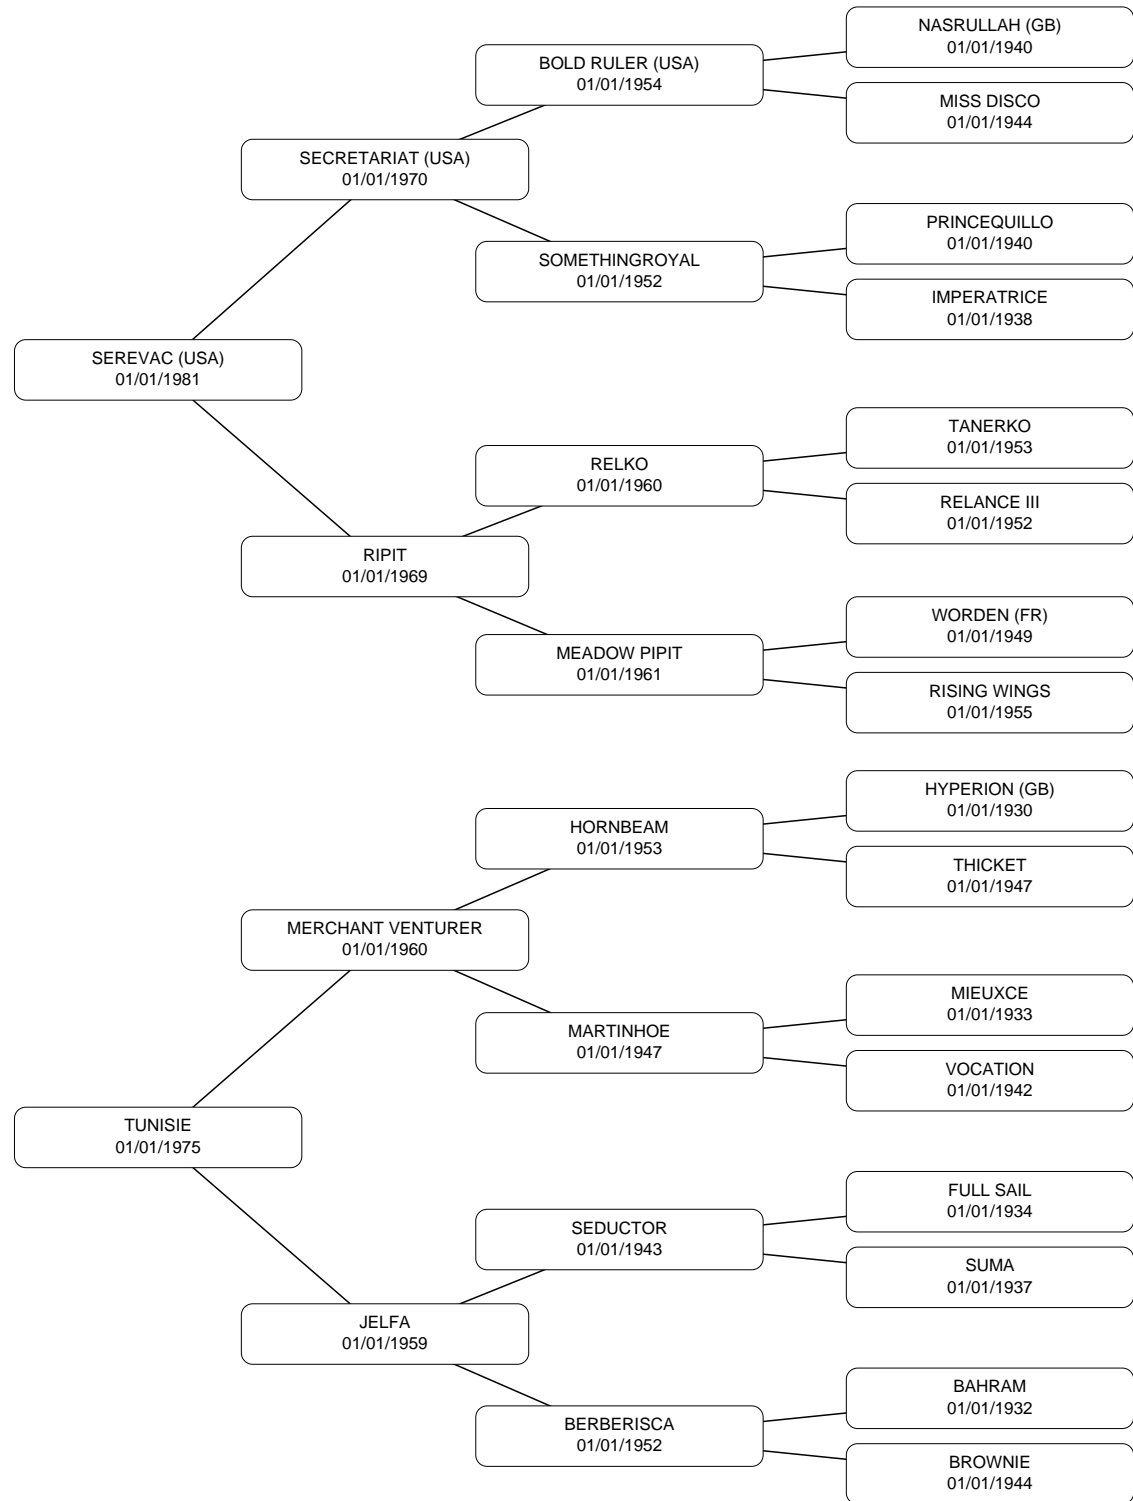 NASRULLAH (GB)
01/01/1940
BOLD RULER (USA)
01/01/1954
MISS DISCO
01/01/1944
SECRETARIAT (USA)
01/01/1970
PRINCEQUILLO
01/01/1940
SOMETHINGROYAL
01/01/1952
IMPERATRICE
01/01/1938
SEREVAC (USA)
01/01/1981
TANERKO
01/01/1953
RELKO
01/01/1960
RELANCE III
01/01/1952
RIPIT
01/01/1969
WORDEN (FR)
01/01/1949
MEADOW PIPIT
01/01/1961
RISING WINGS
01/01/1955
HYPERION (GB)
01/01/1930
HORNBEAM
01/01/1953
THICKET
01/01/1947
MERCHANT VENTURER
01/01/1960
MIEUXCE
01/01/1933
MARTINHOE
01/01/1947
VOCATION
01/01/1942
TUNISIE
01/01/1975
FULL SAIL
01/01/1934
SEDUCTOR
01/01/1943
SUMA
01/01/1937
JELFA
01/01/1959
BAHRAM
01/01/1932
BERBERISCA
01/01/1952
BROWNIE
01/01/1944